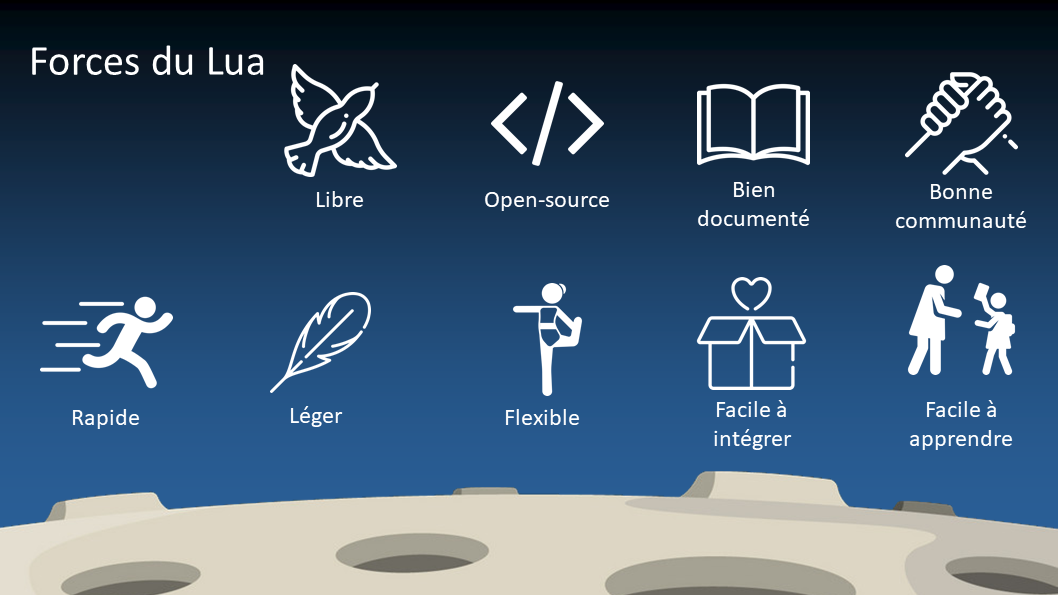 Forces du Lua
Libre
Open-source
Bien
documenté
Bonne
communauté
Rapide
Léger
Flexible
Facile à
intégrer
Facile à
apprendre